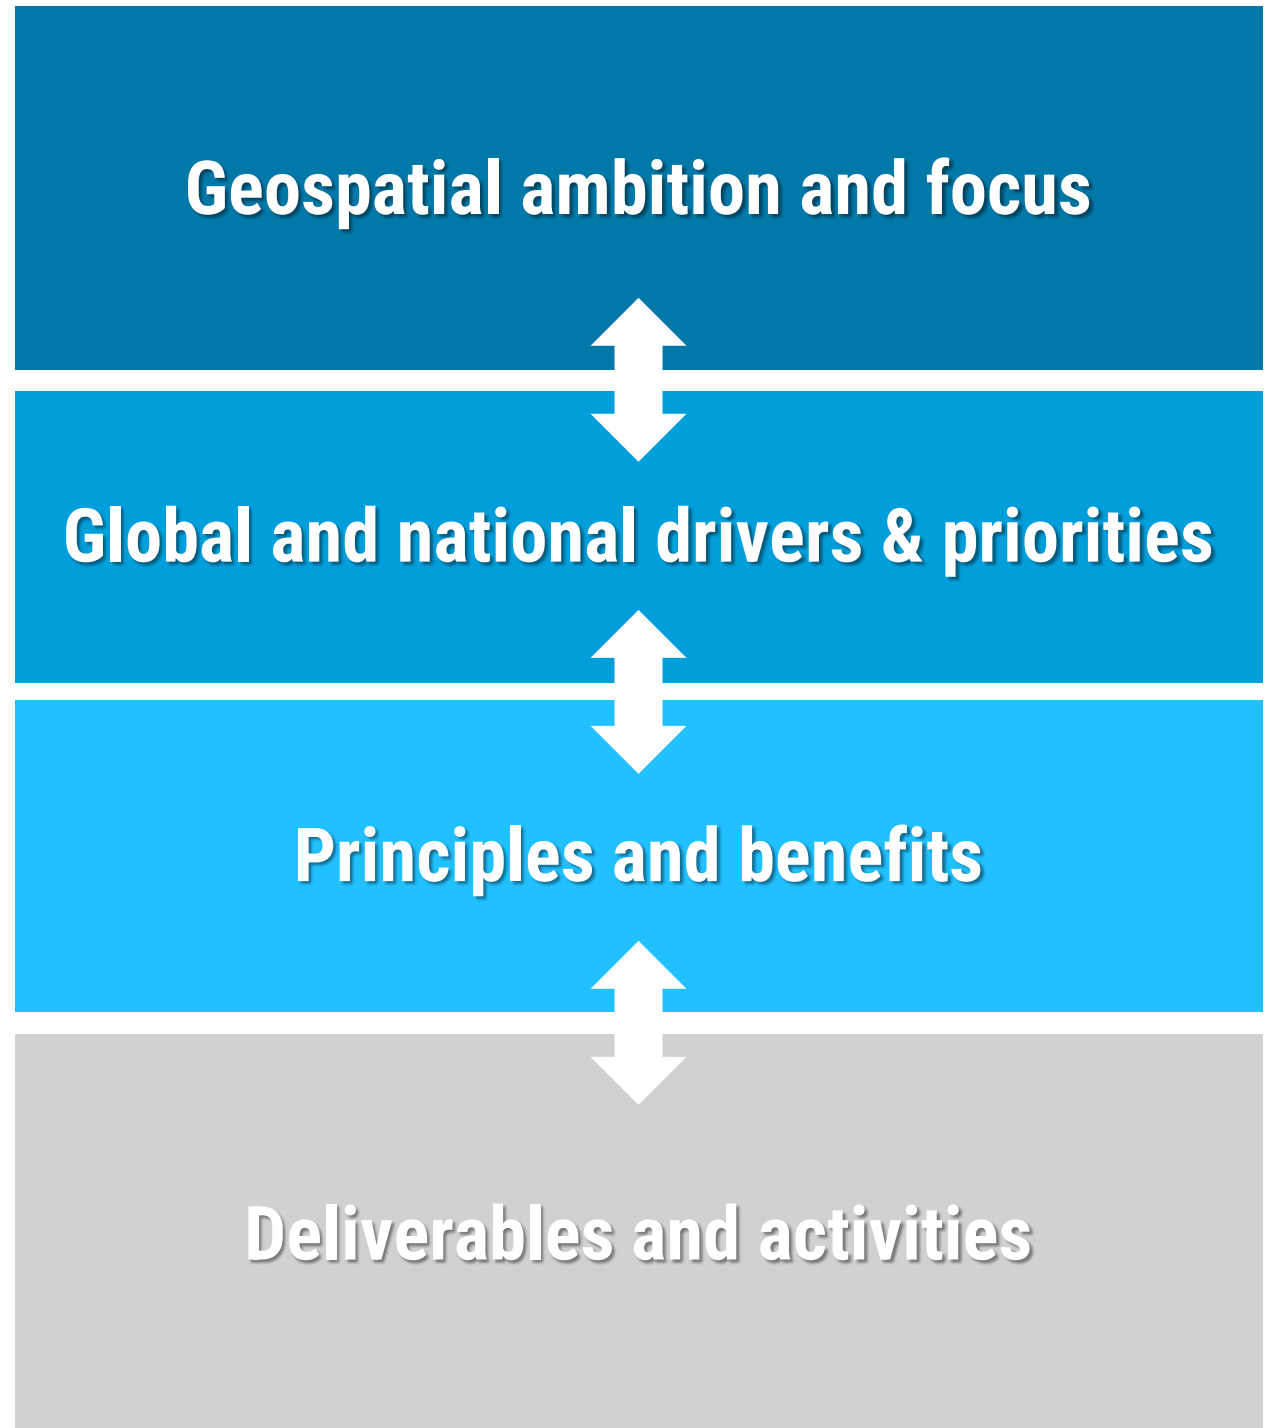 Geospatial ambition and focus
Global and national drivers & priorities
Principles and benefits
Deliverables and activities